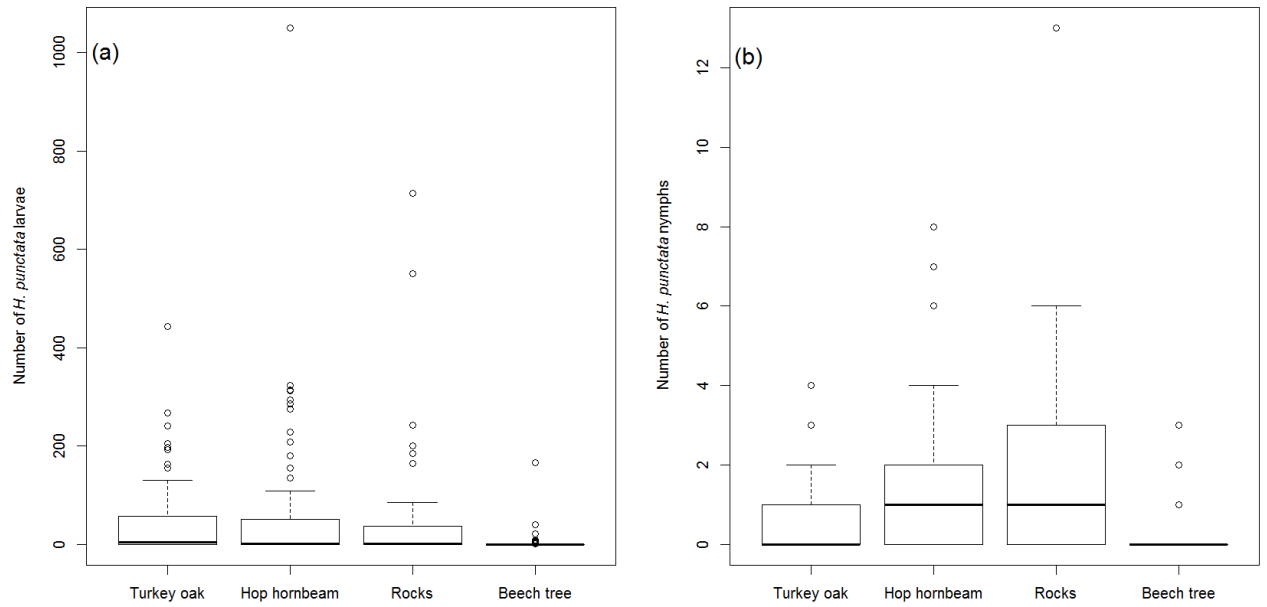 (a)
Number of H. punctata larvae
1000
800
600
400
200
0
Turkey oak Hop hornbeam Rocks Beech tree
(b)
Number of H. punctata nymphs
12
10
8
6
4
2
0
Turkey oak Hop hornbeam Rocks Beech tree